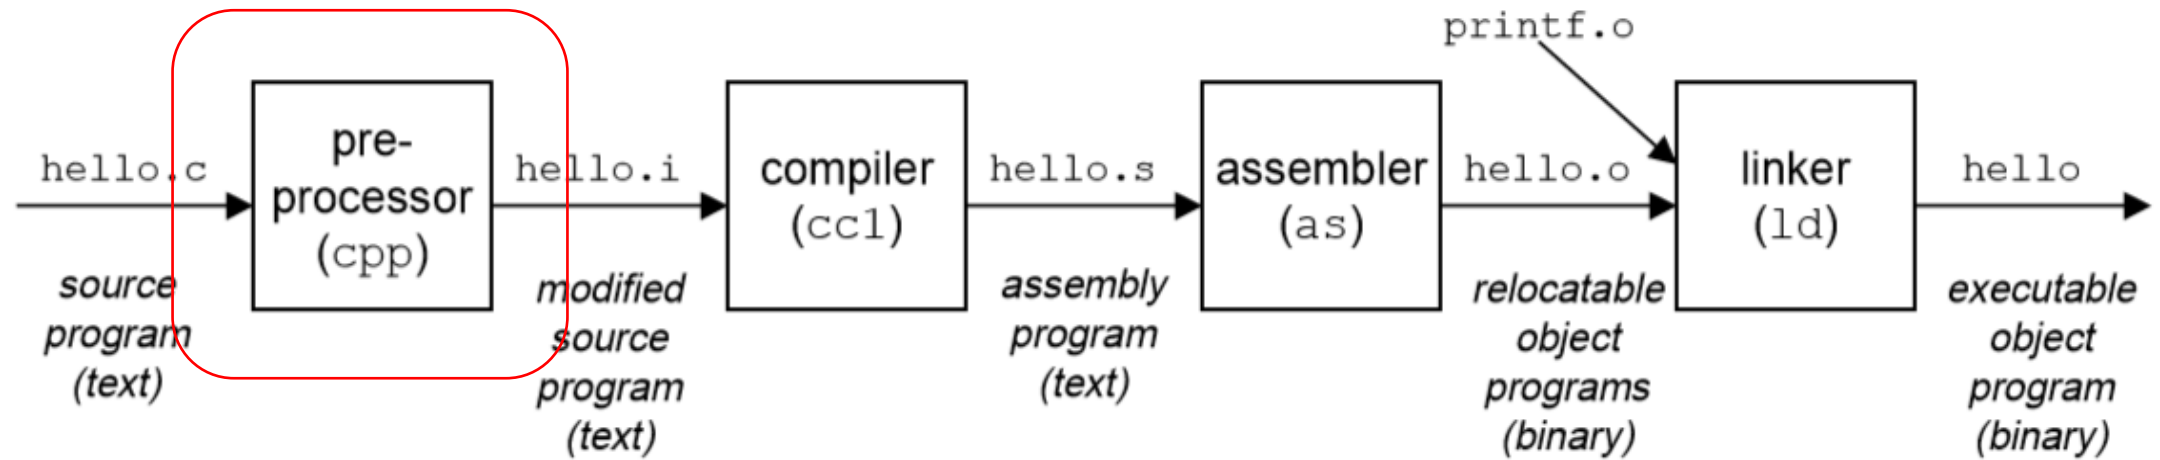 printf.o
hello.c
pre-
processor
(cpp)
hello.i
compiler
(cc1)
hello.s
assembler
(as)
hello.o
linker
(ld)
hello
source
program
(text)
modified
source
program
(text)
assembly
program
(text)
relocatable
object
programs
(binary)
executable
object
program
(binary)